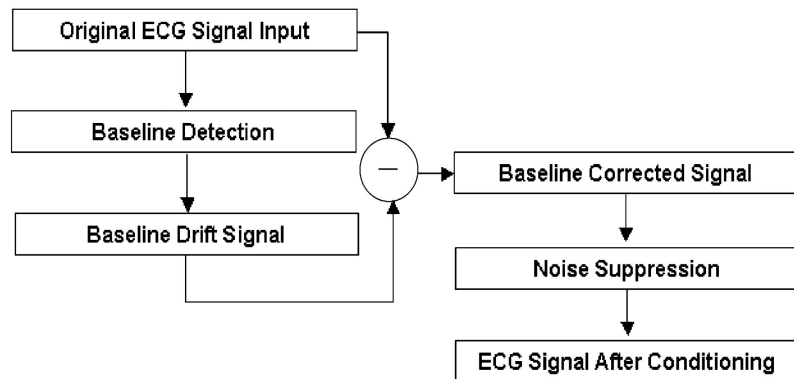 Original ECG Signal Input
Baseline Detection
Baseline Drift Signal
—
Baseline Corrected Signal
Noise Suppression
ECG Signal After Conditioning